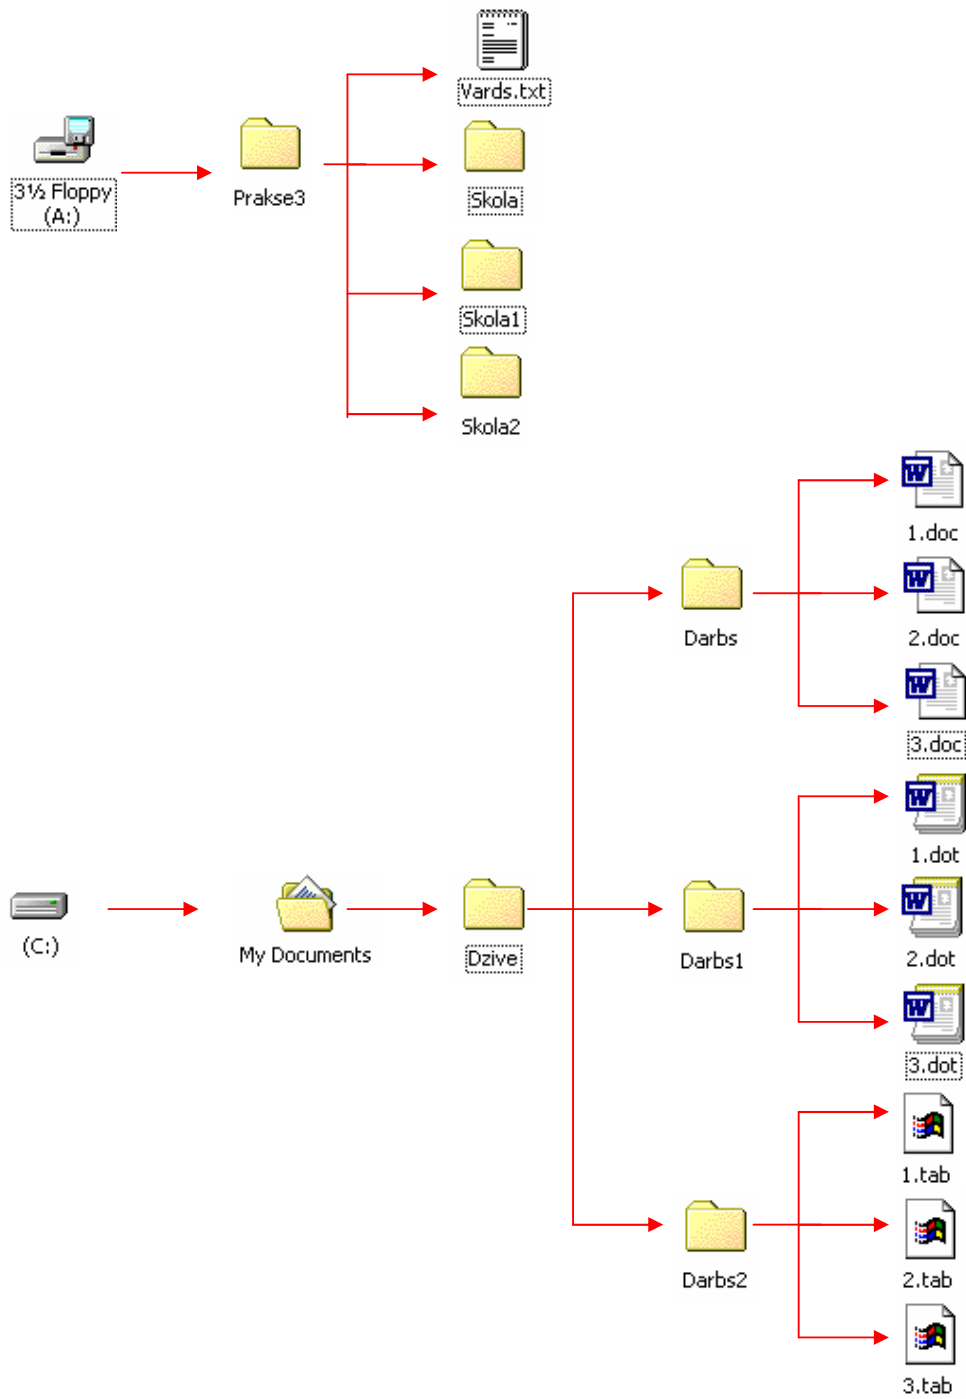 Vards.txt
3½ Floppy
(A:)
Prakse3
Skola
Skola1
Skola2
1.doc
Darbs
2.doc
3.doc
1.dot
(C:)
My Documents
Dzive
Darbs1
2.dot
3.dot
1.tab
Darbs2
2.tab
3.tab